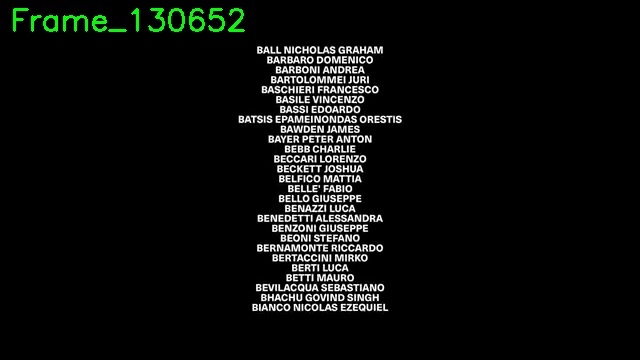 Frame_130652
BALL NICHOLAS GRAHAM
BARBARO DOMENICO
BARBONI ANDREA
BARTOLOMMEI JURI
BASCHIERI FRANCESCO
BASILE VINCENZO
BASSI EDOARDO
BATSIS EPAMEINONDAS ORESTIS
BAWDEN JAMES
BAYER PETER ANTON
BEBB CHARLIE
BECCARI LORENZO
BECKETT JOSHUA
BELFICO MATTIA
BELLE' FABIO
BELLO GIUSEPPE
BENAZZI LUCA
BENEDETTI ALESSANDRA
BENZONI GIUSEPPE
BEONI STEFANO
BERNAMONTE RICCARDO
BERTACCINI MIRKO
BERTI LUCA
BETTI MAURO
BEVILACQUA SEBASTIANO
BHACHU GOVIND SINGH
BIANCO NICOLAS EZEQUIEL